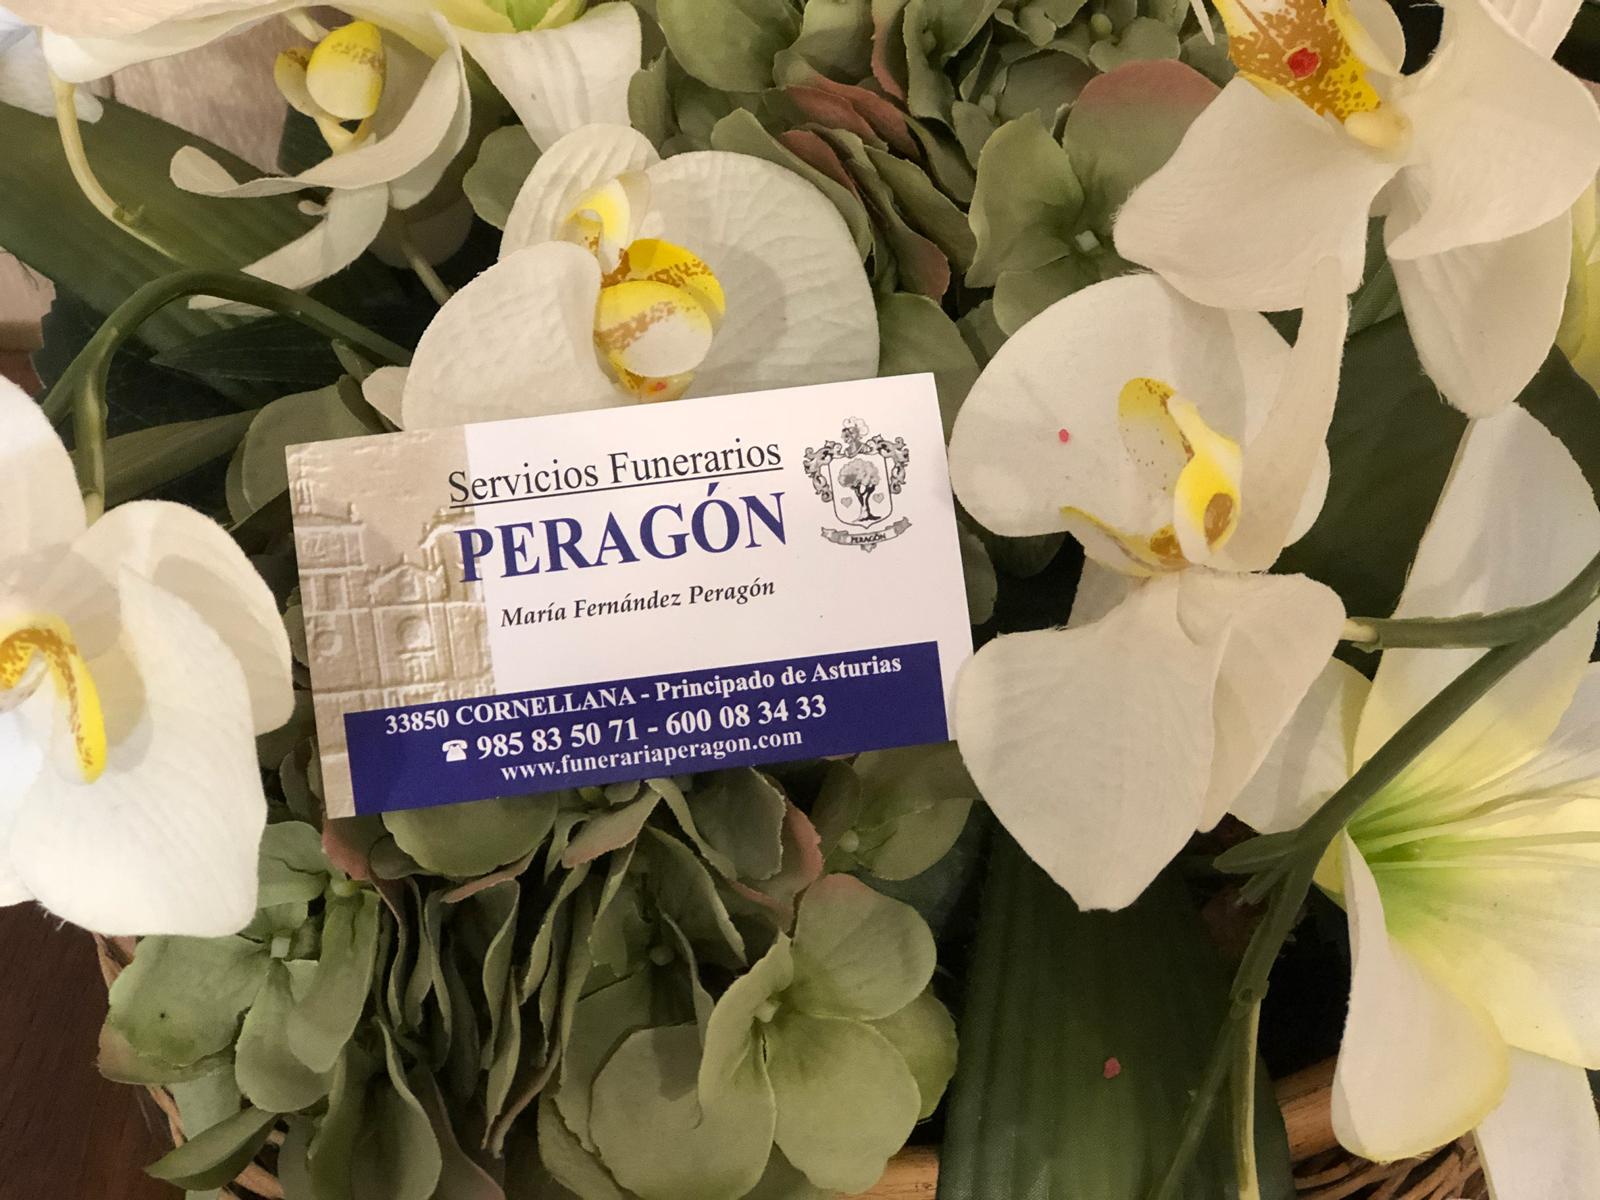 Servicios Funerarios
PERAGÓN
PERAGÓN
María Fernández Peragón
33850 CORNELLANA - Principado de Asturias
☎ 985 83 50 71 - 600 08 34 33
www.funerariaperagon.com